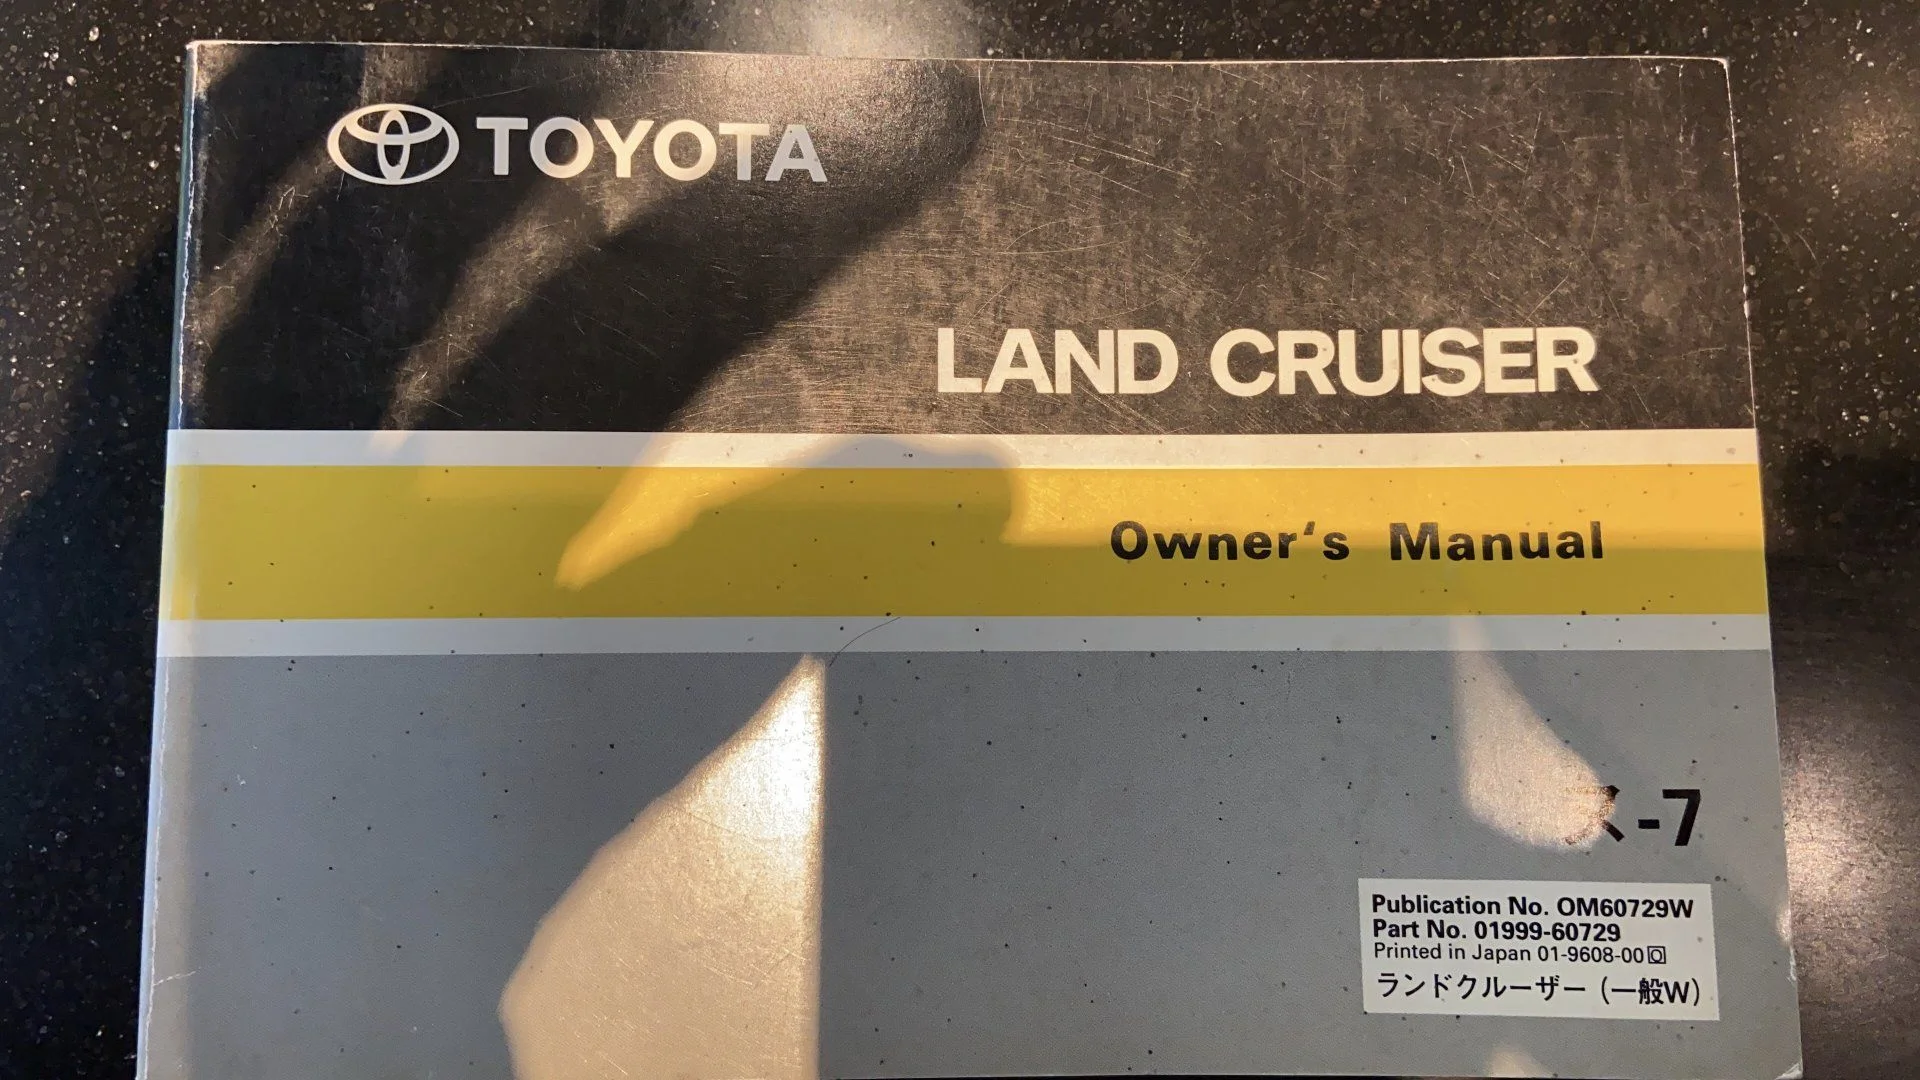 TOYOTA
LAND CRUISER
Owner's Manual
-7
Publication No. OM60729W
Part No. 01999-60729
Printed in Japan 01-9608-00
ランドクルーザー (一般W)